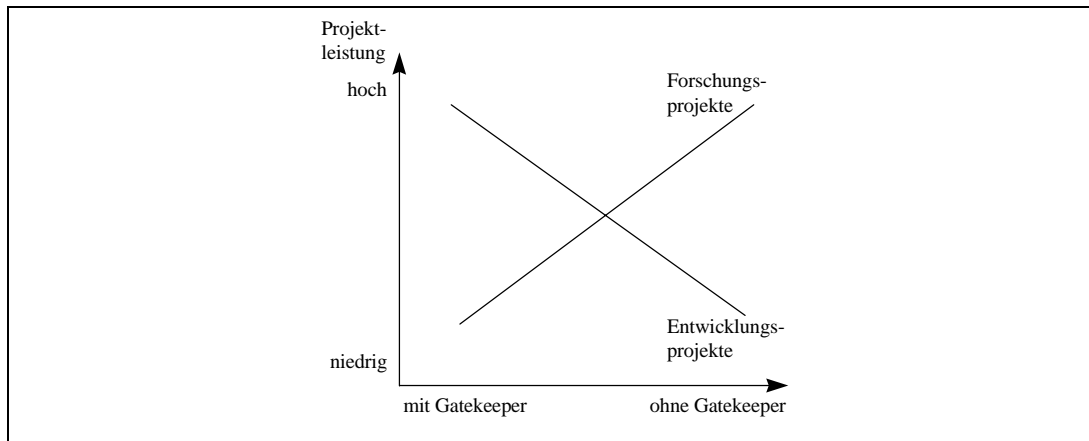 Projekt-
leistung
hoch
Forschungs-
projekte
Entwicklungs-
projekte
niedrig
mit Gatekeeper
ohne Gatekeeper